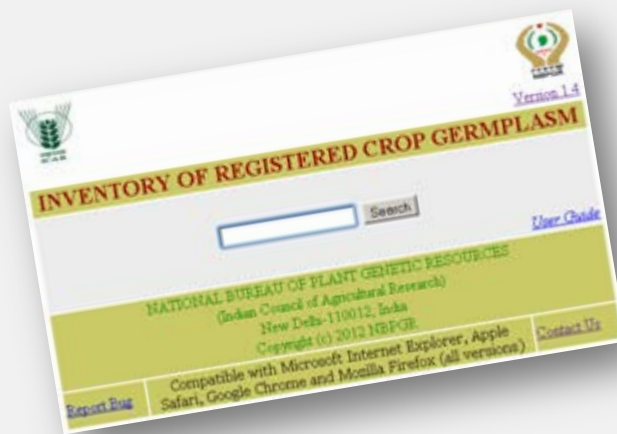 NBPGR
Version 1.4
INVENTORY OF REGISTERED CROP GERMPLASM
Search
User Guide
NATIONAL BUREAU OF PLANT GENETIC RESOURCES
(Indian Council of Agricultural Research)
New Delhi-110012, India
Copyright (c) 2012 NBPGR
Report Bug
Compatible with Microsoft Internet Explorer, Apple
Safari, Google Chrome and Mozilla Firefox (all versions)
Contact Us